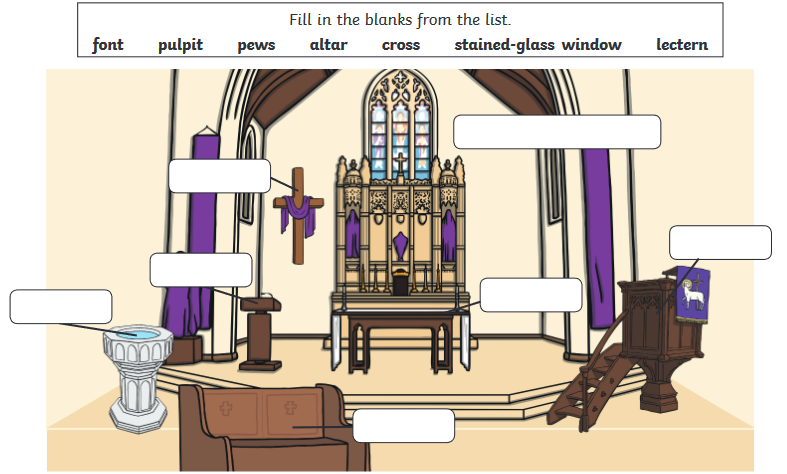 Fill in the blanks from the list.
font pulpit pews altar cross stained-glass window lectern